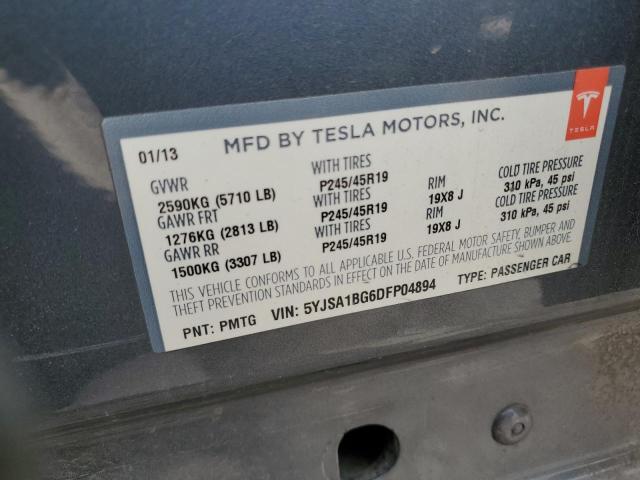 01/13 MFD BY TESLA MOTORS, INC.
TESLA
GVWR WITH TIRES RIM COLD TIRE PRESSURE
2590KG (5710 LB) P245/45R19 19X8 J 310 kPa, 45 psi
GAWR FRT WITH TIRES RIM COLD TIRE PRESSURE
1276KG (2813 LB) P245/45R19 19X8 J 310 kPa, 45 psi
GAWR RR WITH TIRES
1500KG (3307 LB) P245/45R19
THIS VEHICLE CONFORMS TO ALL APPLICABLE U.S. FEDERAL MOTOR SAFETY, BUMPER AND
THEFT PREVENTION STANDARDS IN EFFECT ON THE DATE OF MANUFACTURE SHOWN ABOVE.
PNT: PMTG VIN: 5YJSA1BG6DFP04894 TYPE: PASSENGER CAR